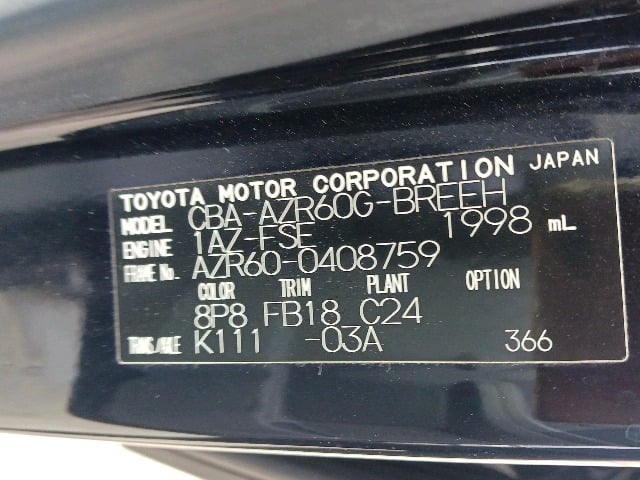 TOYOTA MOTOR CORPORATION JAPAN
MODEL CBA-AZR60G-BREEH
ENGINE 1AZ-FSE 1998 mL
FRAME No. AZR60-0408759
COLOR TRIM PLANT OPTION
8P8 FB18 C24
TRANS/AXLE K111 -03A 366